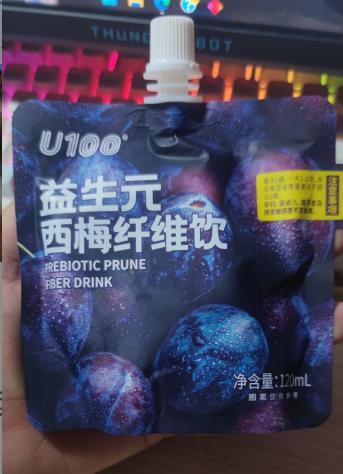 THUNDEROBOT
U100
益生元
西梅纤维饮
PREBIOTIC PRUNE
FIBER DRINK
注意事项
净含量:120mL
图案仅供参考